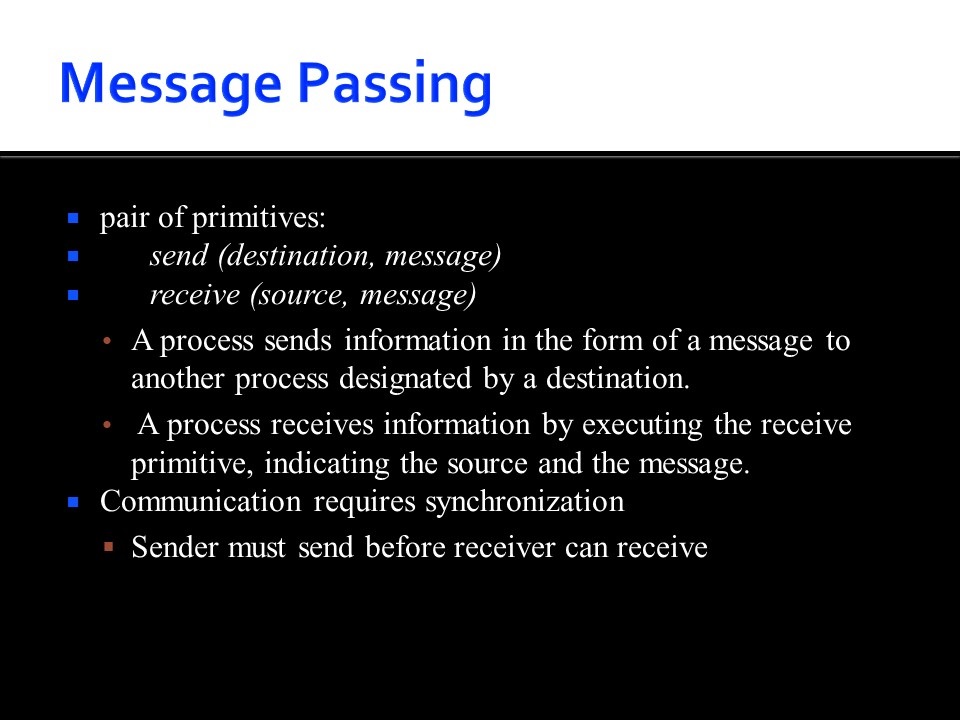 Message Passing
▪ pair of primitives:
▪ send (destination, message)
▪ receive (source, message)
• A process sends information in the form of a message to
another process designated by a destination.
• A process receives information by executing the receive
primitive, indicating the source and the message.
▪ Communication requires synchronization
▪ Sender must send before receiver can receive